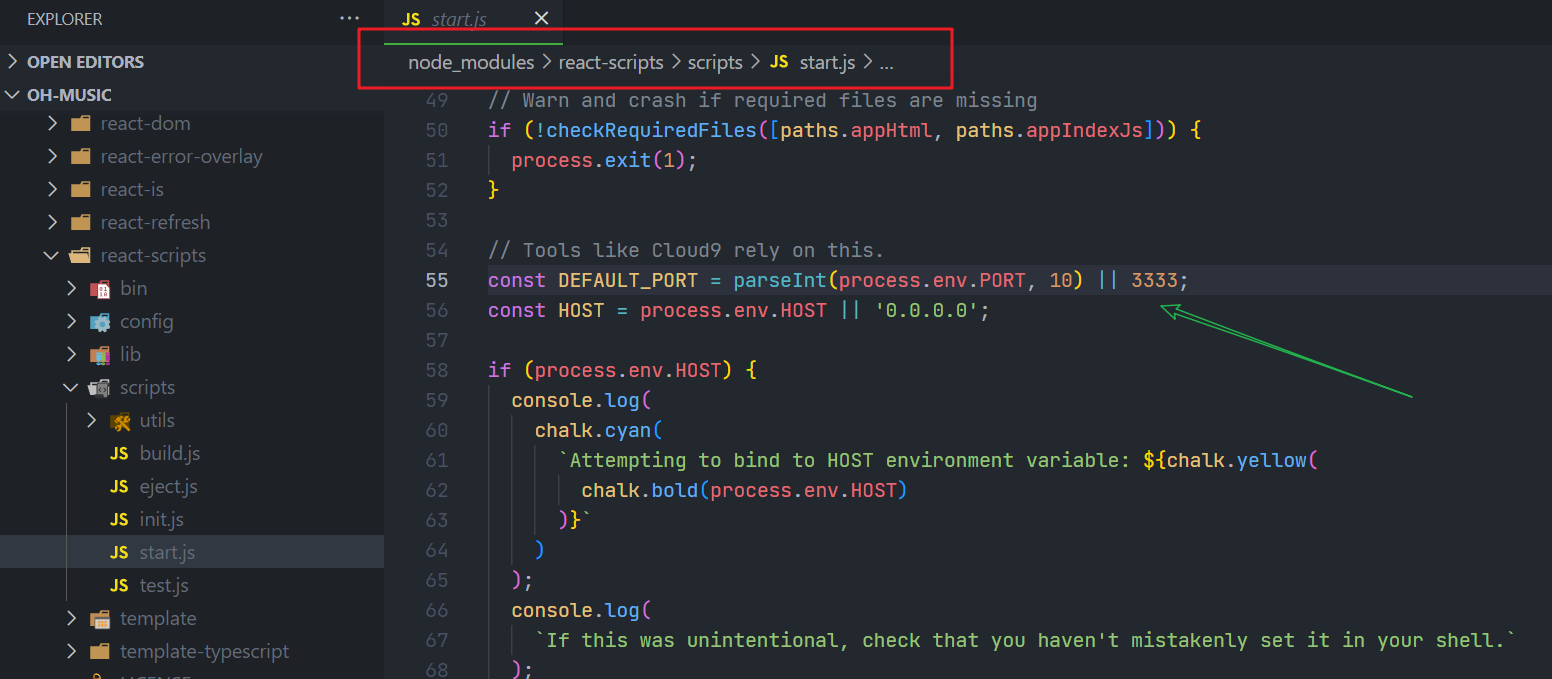 EXPLORER
···
JS start.js
OPEN EDITORS
OH-MUSIC
react-dom
react-error-overlay
react-is
react-refresh
react-scripts
bin
config
lib
scripts
utils
JS build.js
JS eject.js
JS init.js
JS start.js
JS test.js
template
template-typescript
LICENSE
node_modules > react-scripts > scripts > JS start.js > ...
49 // Warn and crash if required files are missing
50 if (!checkRequiredFiles([paths.appHtml, paths.appIndexJs])) {
51 process.exit(1);
52 }
53
54 // Tools like Cloud9 rely on this.
55 const DEFAULT_PORT = parseInt(process.env.PORT, 10) || 3333;
56 const HOST = process.env.HOST || '0.0.0.0';
57
58 if (process.env.HOST) {
59 console.log(
60 chalk.cyan(
61 `Attempting to bind to HOST environment variable: ${chalk.yellow(
62 chalk.bold(process.env.HOST)
63 )}`
64 )
65 );
66 console.log(
67 `If this was unintentional, check that you haven't mistakenly set it in your shell.`
68 );